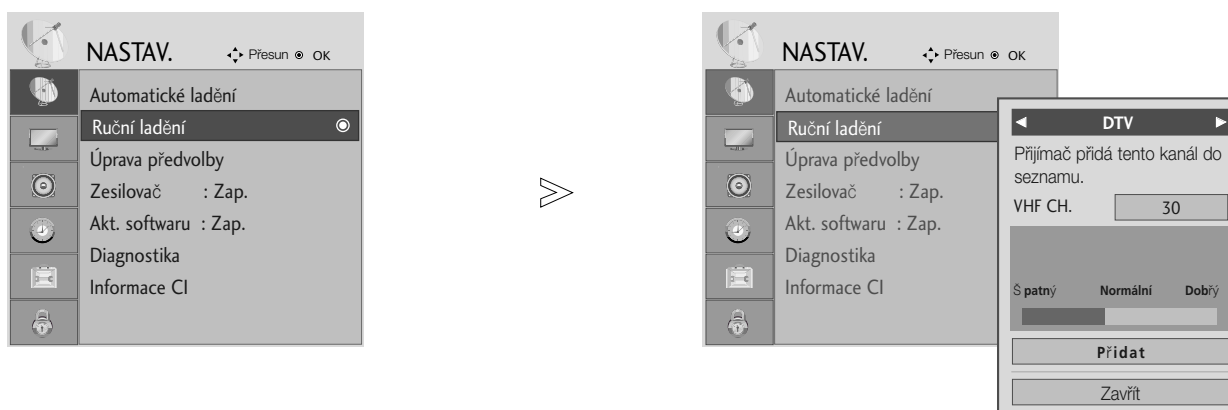 NASTAV. Přesun OK
Automatické ladění
Ruční ladění
Úprava předvolby
Zesilovač : Zap.
Akt. softwaru : Zap.
Diagnostika
Informace CI
NASTAV. Přesun OK
Automatické ladění
Ruční ladění
Úprava předvolby
Zesilovač : Zap.
Akt. softwaru : Zap.
Diagnostika
Informace CI
◄ DTV ►
Přijímač přidá tento kanál do
seznamu.
VHF CH. 30
Š patný Normální Dobřý
Přidat
Zavřít